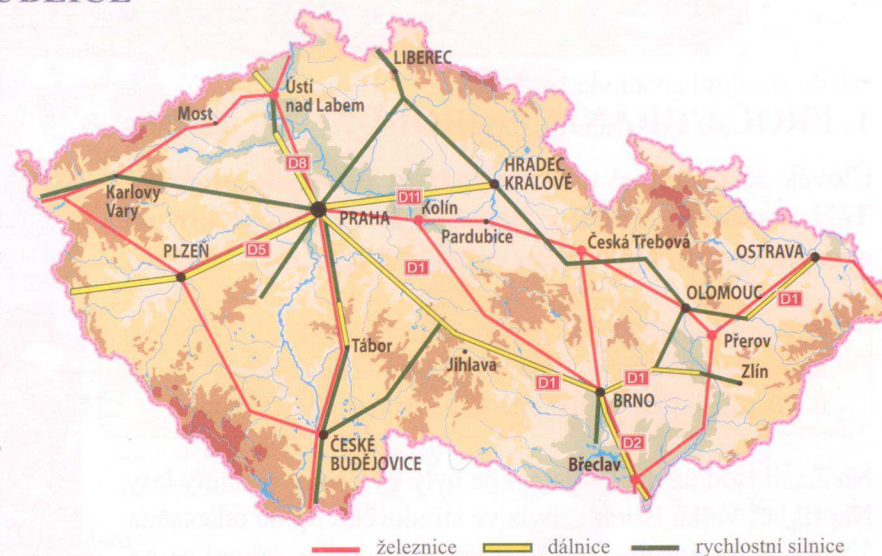 LIBEREC
ÚSTÍ
nad Labem
Most
D8
HRADEC
KRÁLOVÉ
Karlovy
Vary
D11
Kolín
PRAHA
Pardubice
Česká Třebová
PLZEŇ
D5
D1
OSTRAVA
OLOMOUC
D1
Přerov
Tábor
Jihlava
D1
D1
Zlín
BRNO
ČESKÉ
BUDĚJOVICE
D2
Břeclav
železnice
dálnice
rychlostní silnice